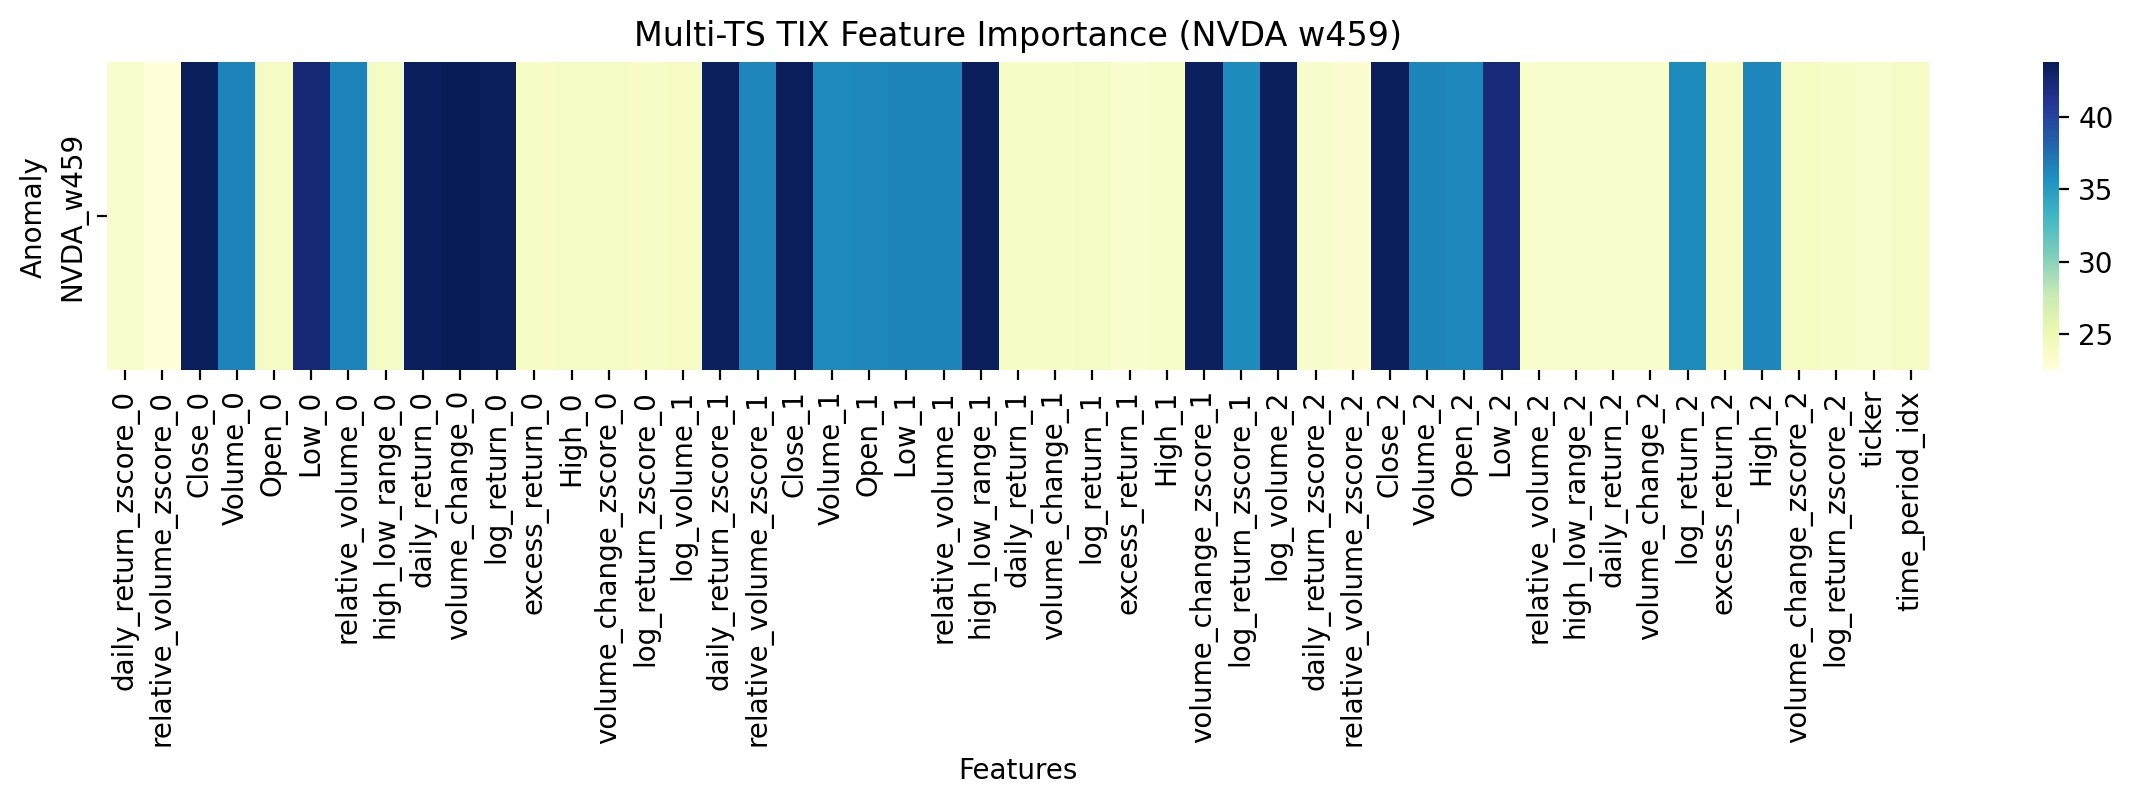 Multi-TS TIX Feature Importance (NVDA w459)
Anomaly
NVDA_w459
40
35
30
25
daily_return_zscore_0
relative_volume_zscore_0
Close_0
Volume_0
Open_0
Low_0
relative_volume_0
high_low_range_0
daily_return_0
volume_change_0
log_return_0
excess_return_0
High_0
volume_change_zscore_0
log_return_zscore_0
log_volume_1
daily_return_zscore_1
relative_volume_zscore_1
Close_1
Volume_1
Open_1
Low_1
relative_volume_1
high_low_range_1
daily_return_1
volume_change_1
log_return_1
excess_return_1
High_1
volume_change_zscore_1
log_return_zscore_1
log_volume_2
daily_return_zscore_2
relative_volume_zscore_2
Close_2
Volume_2
Open_2
Low_2
relative_volume_2
high_low_range_2
daily_return_2
volume_change_2
log_return_2
excess_return_2
High_2
volume_change_zscore_2
log_return_zscore_2
ticker
time_period_idx
Features